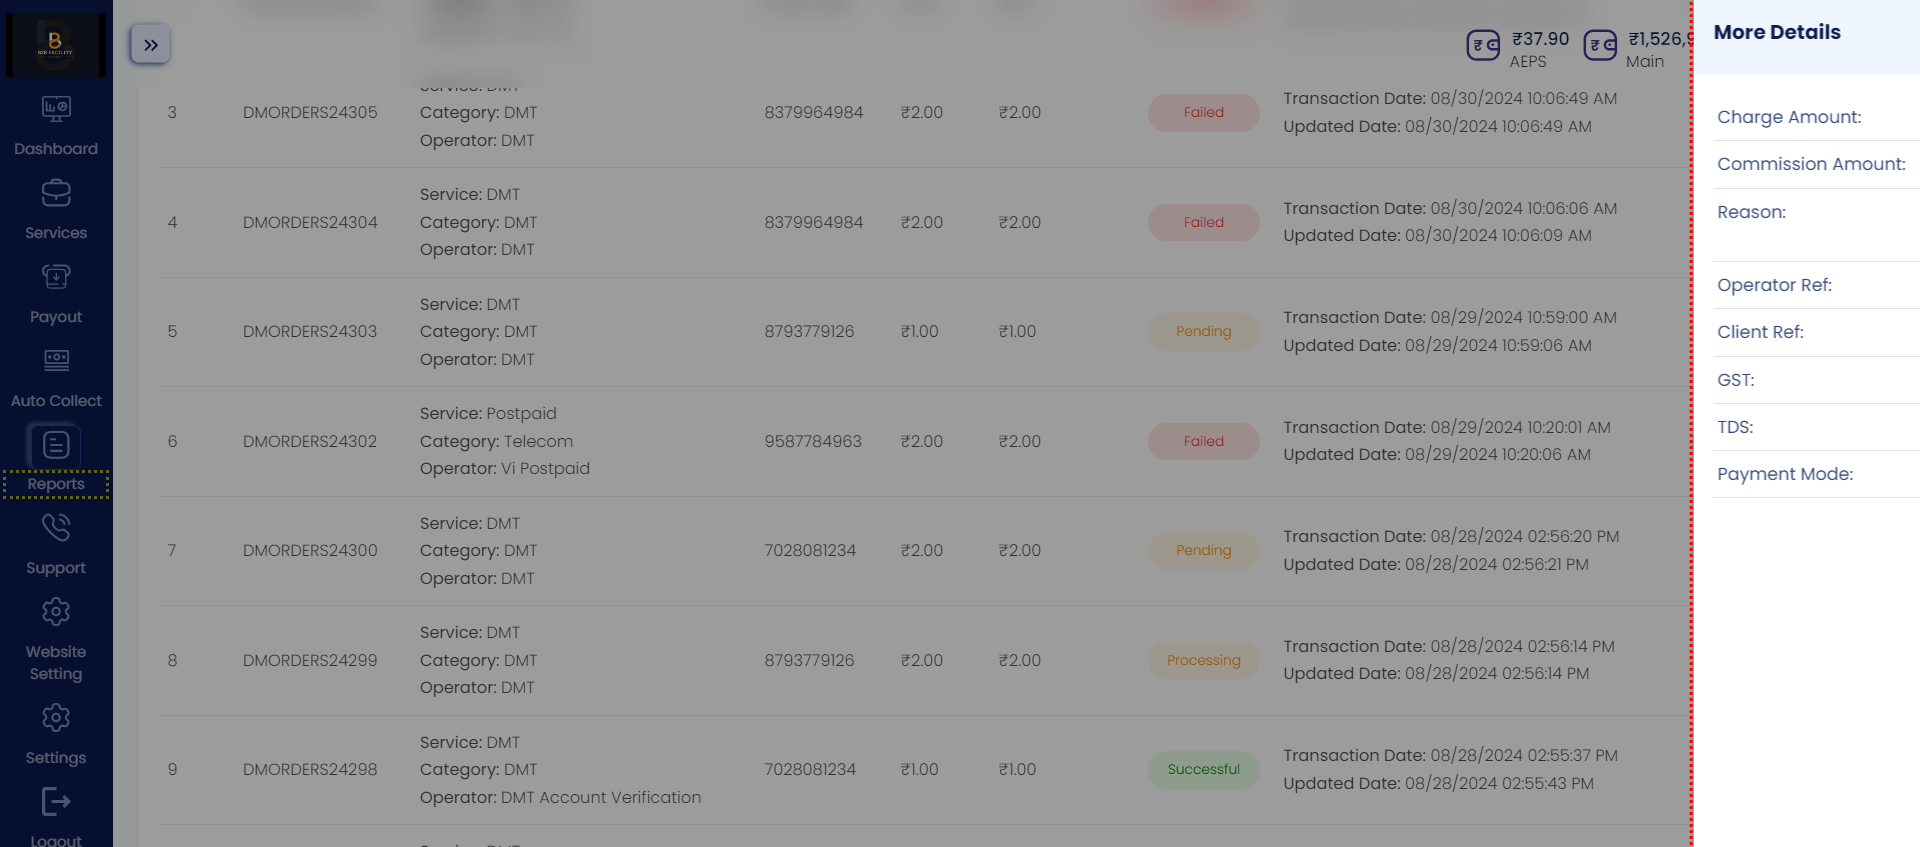 B2B FACILITY
₹37.90
AEPS
₹1,526,9
Main
Dashboard
Services
Payout
Auto Collect
Reports
Support
Website
Setting
Settings
Logout
Service: DMT
3 DMORDERS24305 Category: DMT 8379964984 ₹2.00 ₹2.00 Failed Transaction Date: 08/30/2024 10:06:49 AM
Operator: DMT Updated Date: 08/30/2024 10:06:49 AM
Service: DMT
4 DMORDERS24304 Category: DMT 8379964984 ₹2.00 ₹2.00 Failed Transaction Date: 08/30/2024 10:06:06 AM
Operator: DMT Updated Date: 08/30/2024 10:06:09 AM
Service: DMT
5 DMORDERS24303 Category: DMT 8793779126 ₹1.00 ₹1.00 Pending Transaction Date: 08/29/2024 10:59:00 AM
Operator: DMT Updated Date: 08/29/2024 10:59:06 AM
Service: Postpaid
6 DMORDERS24302 Category: Telecom 9587784963 ₹2.00 ₹2.00 Failed Transaction Date: 08/29/2024 10:20:01 AM
Operator: Vi Postpaid Updated Date: 08/29/2024 10:20:06 AM
Service: DMT
7 DMORDERS24300 Category: DMT 7028081234 ₹2.00 ₹2.00 Pending Transaction Date: 08/28/2024 02:56:20 PM
Operator: DMT Updated Date: 08/28/2024 02:56:21 PM
Service: DMT
8 DMORDERS24299 Category: DMT 8793779126 ₹2.00 ₹2.00 Processing Transaction Date: 08/28/2024 02:56:14 PM
Operator: DMT Updated Date: 08/28/2024 02:56:14 PM
Service: DMT
9 DMORDERS24298 Category: DMT 7028081234 ₹1.00 ₹1.00 Successful Transaction Date: 08/28/2024 02:55:37 PM
Operator: DMT Account Verification Updated Date: 08/28/2024 02:55:43 PM
More Details
Charge Amount:
Commission Amount:
Reason:
Operator Ref:
Client Ref:
GST:
TDS:
Payment Mode: